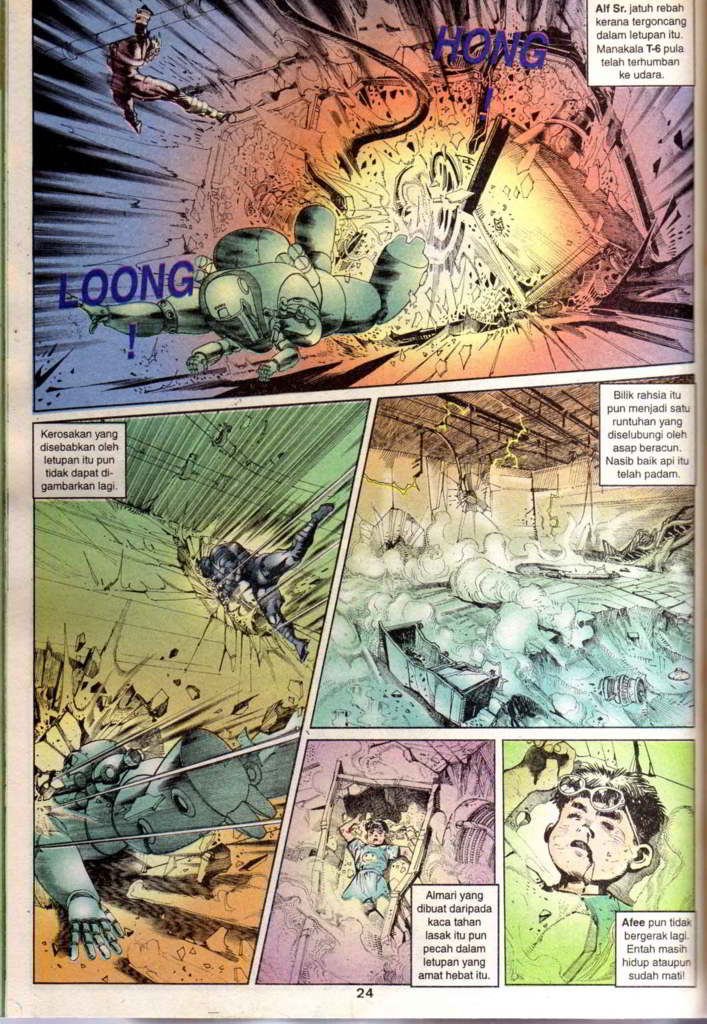 Alf Sr. jatuh rebah
kerana tergoncang
dalam letupan itu.
Manakala T-6 pula
telah terhumban
ke udara.
HONG
!
LOONG
!
Kerosakan yang
disebabkan oleh
letupan itu pun
tidak dapat di-
gambarkan lagi.
Bilik rahsia itu
pun menjadi satu
runtuhan yang
diselubungi oleh
asap beracun.
Nasib baik api itu
telah padam.
Almari yang
dibuat daripada
kaca tahan
lasak itu pun
pecah dalam
letupan yang
amat hebat itu.
Afee pun tidak
bergerak lagi.
Entah masih
hidup ataupun
sudah mati!
24